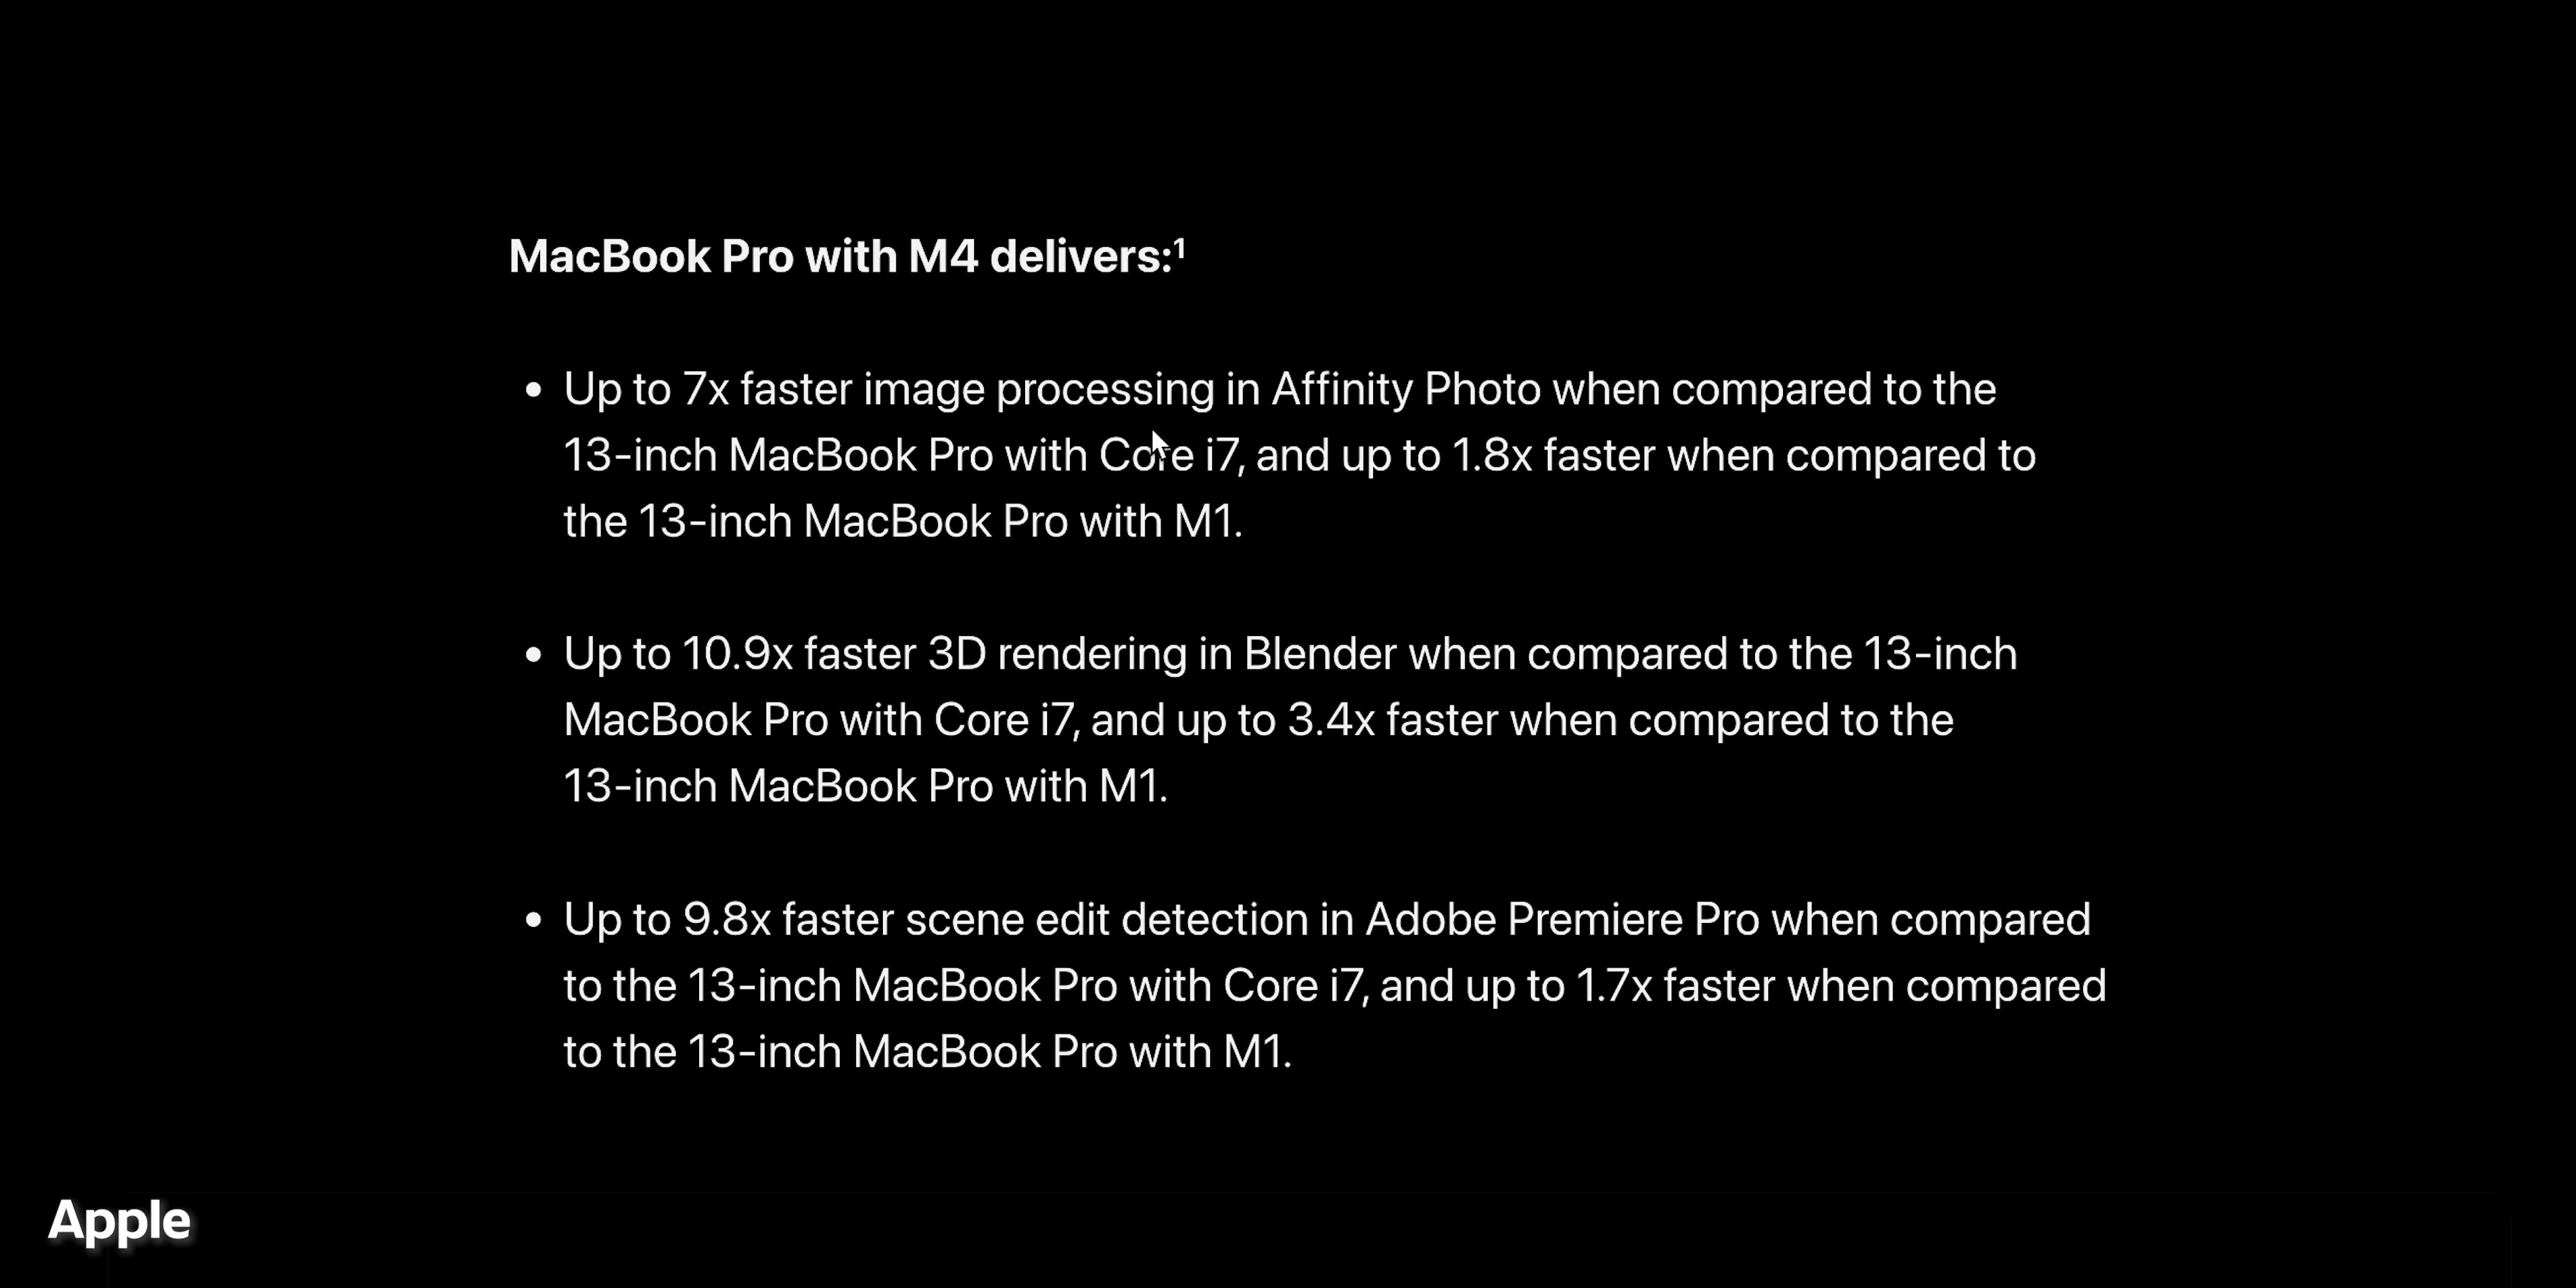 MacBook Pro with M4 delivers:¹
• Up to 7x faster image processing in Affinity Photo when compared to the
13-inch MacBook Pro with Core i7, and up to 1.8x faster when compared to
the 13-inch MacBook Pro with M1.
• Up to 10.9x faster 3D rendering in Blender when compared to the 13-inch
MacBook Pro with Core i7, and up to 3.4x faster when compared to the
13-inch MacBook Pro with M1.
• Up to 9.8x faster scene edit detection in Adobe Premiere Pro when compared
to the 13-inch MacBook Pro with Core i7, and up to 1.7x faster when compared
to the 13-inch MacBook Pro with M1.
Apple